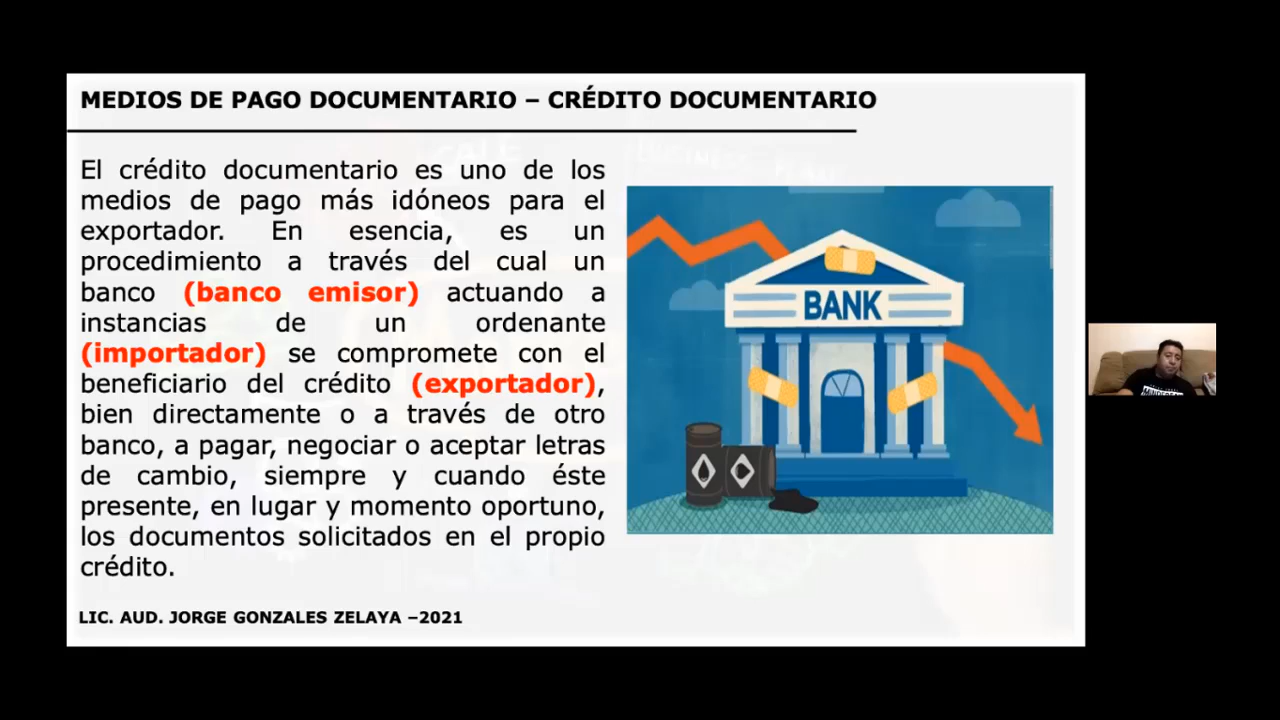 MEDIOS DE PAGO DOCUMENTARIO – CRÉDITO DOCUMENTARIO
El crédito documentario es uno de los
medios de pago más idóneos para el
exportador. En esencia, es un
procedimiento a través del cual un
banco (banco emisor) actuando a
instancias de un ordenante
(importador) se compromete con el
beneficiario del crédito (exportador),
bien directamente o a través de otro
banco, a pagar, negociar o aceptar letras
de cambio, siempre y cuando éste
presente, en lugar y momento oportuno,
los documentos solicitados en el propio
crédito.
BANK
LIC. AUD. JORGE GONZALES ZELAYA –2021